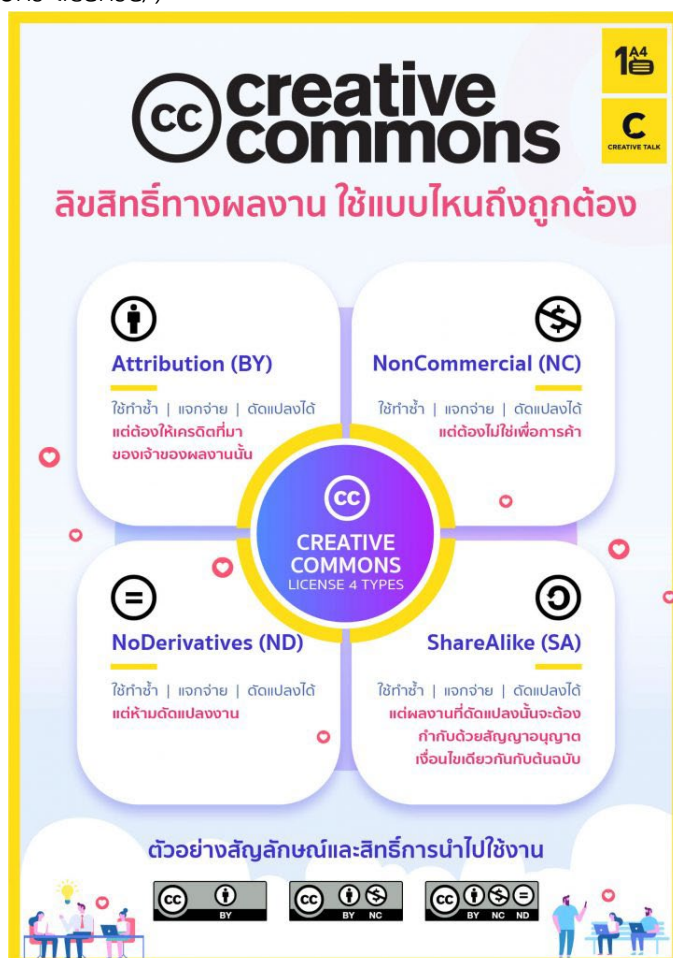 1A4
C
CREATIVE TALK
cc creative
commons
ลิขสิทธิ์ทางผลงาน ใช้แบบไหนถึงถูกต้อง
Attribution (BY)
ใช้ทำซ้ำ | แจกจ่าย | ดัดแปลงได้
แต่ต้องให้เครดิตที่มา
ของเจ้าของผลงานนั้น
NonCommercial (NC)
ใช้ทำซ้ำ | แจกจ่าย | ดัดแปลงได้
แต่ต้องไม่ใช่เพื่อการค้า
cc
CREATIVE
COMMONS
LICENSE 4 TYPES
NoDerivatives (ND)
ใช้ทำซ้ำ | แจกจ่าย | ดัดแปลงได้
แต่ห้ามดัดแปลงงาน
ShareAlike (SA)
ใช้ทำซ้ำ | แจกจ่าย | ดัดแปลงได้
แต่ผลงานที่ดัดแปลงนั้นจะต้อง
กำกับด้วยสัญญาอนุญาต
เงื่อนไขเดียวกันกับต้นฉบับ
ตัวอย่างสัญลักษณ์และสิทธิ์การนำไปใช้งาน
cc BY
cc BY NC
cc BY NC ND